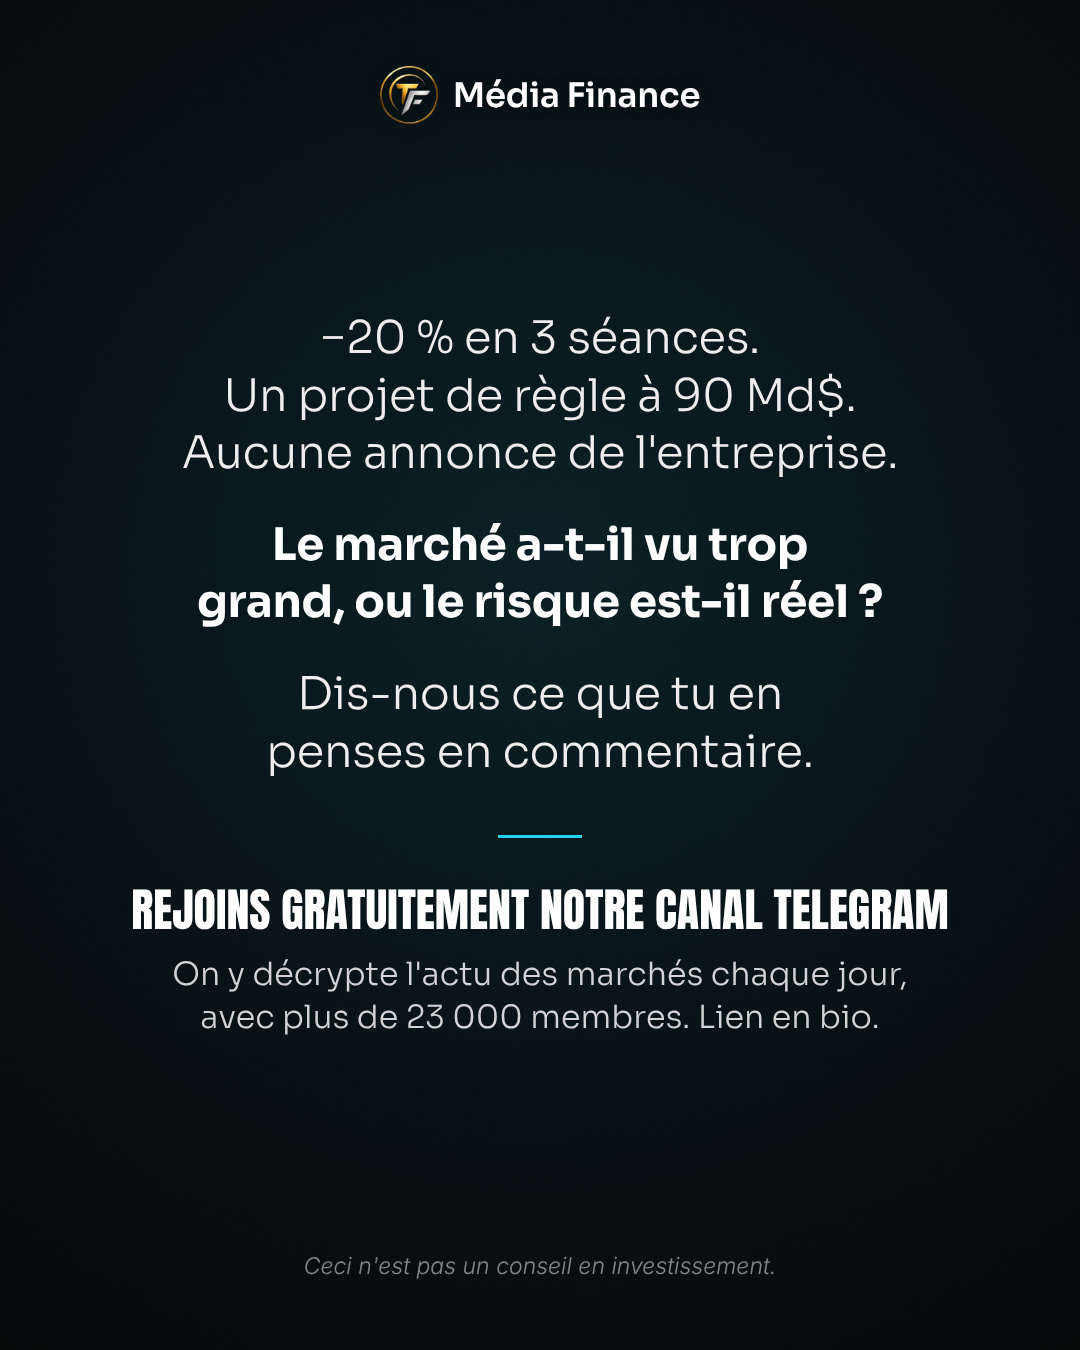 TF Média Finance
−20 % en 3 séances.
Un projet de règle à 90 Md$.
Aucune annonce de l'entreprise.
Le marché a-t-il vu trop
grand, ou le risque est-il réel ?
Dis-nous ce que tu en
penses en commentaire.
REJOINS GRATUITEMENT NOTRE CANAL TELEGRAM
On y décrypte l'actu des marchés chaque jour,
avec plus de 23 000 membres. Lien en bio.
Ceci n'est pas un conseil en investissement.